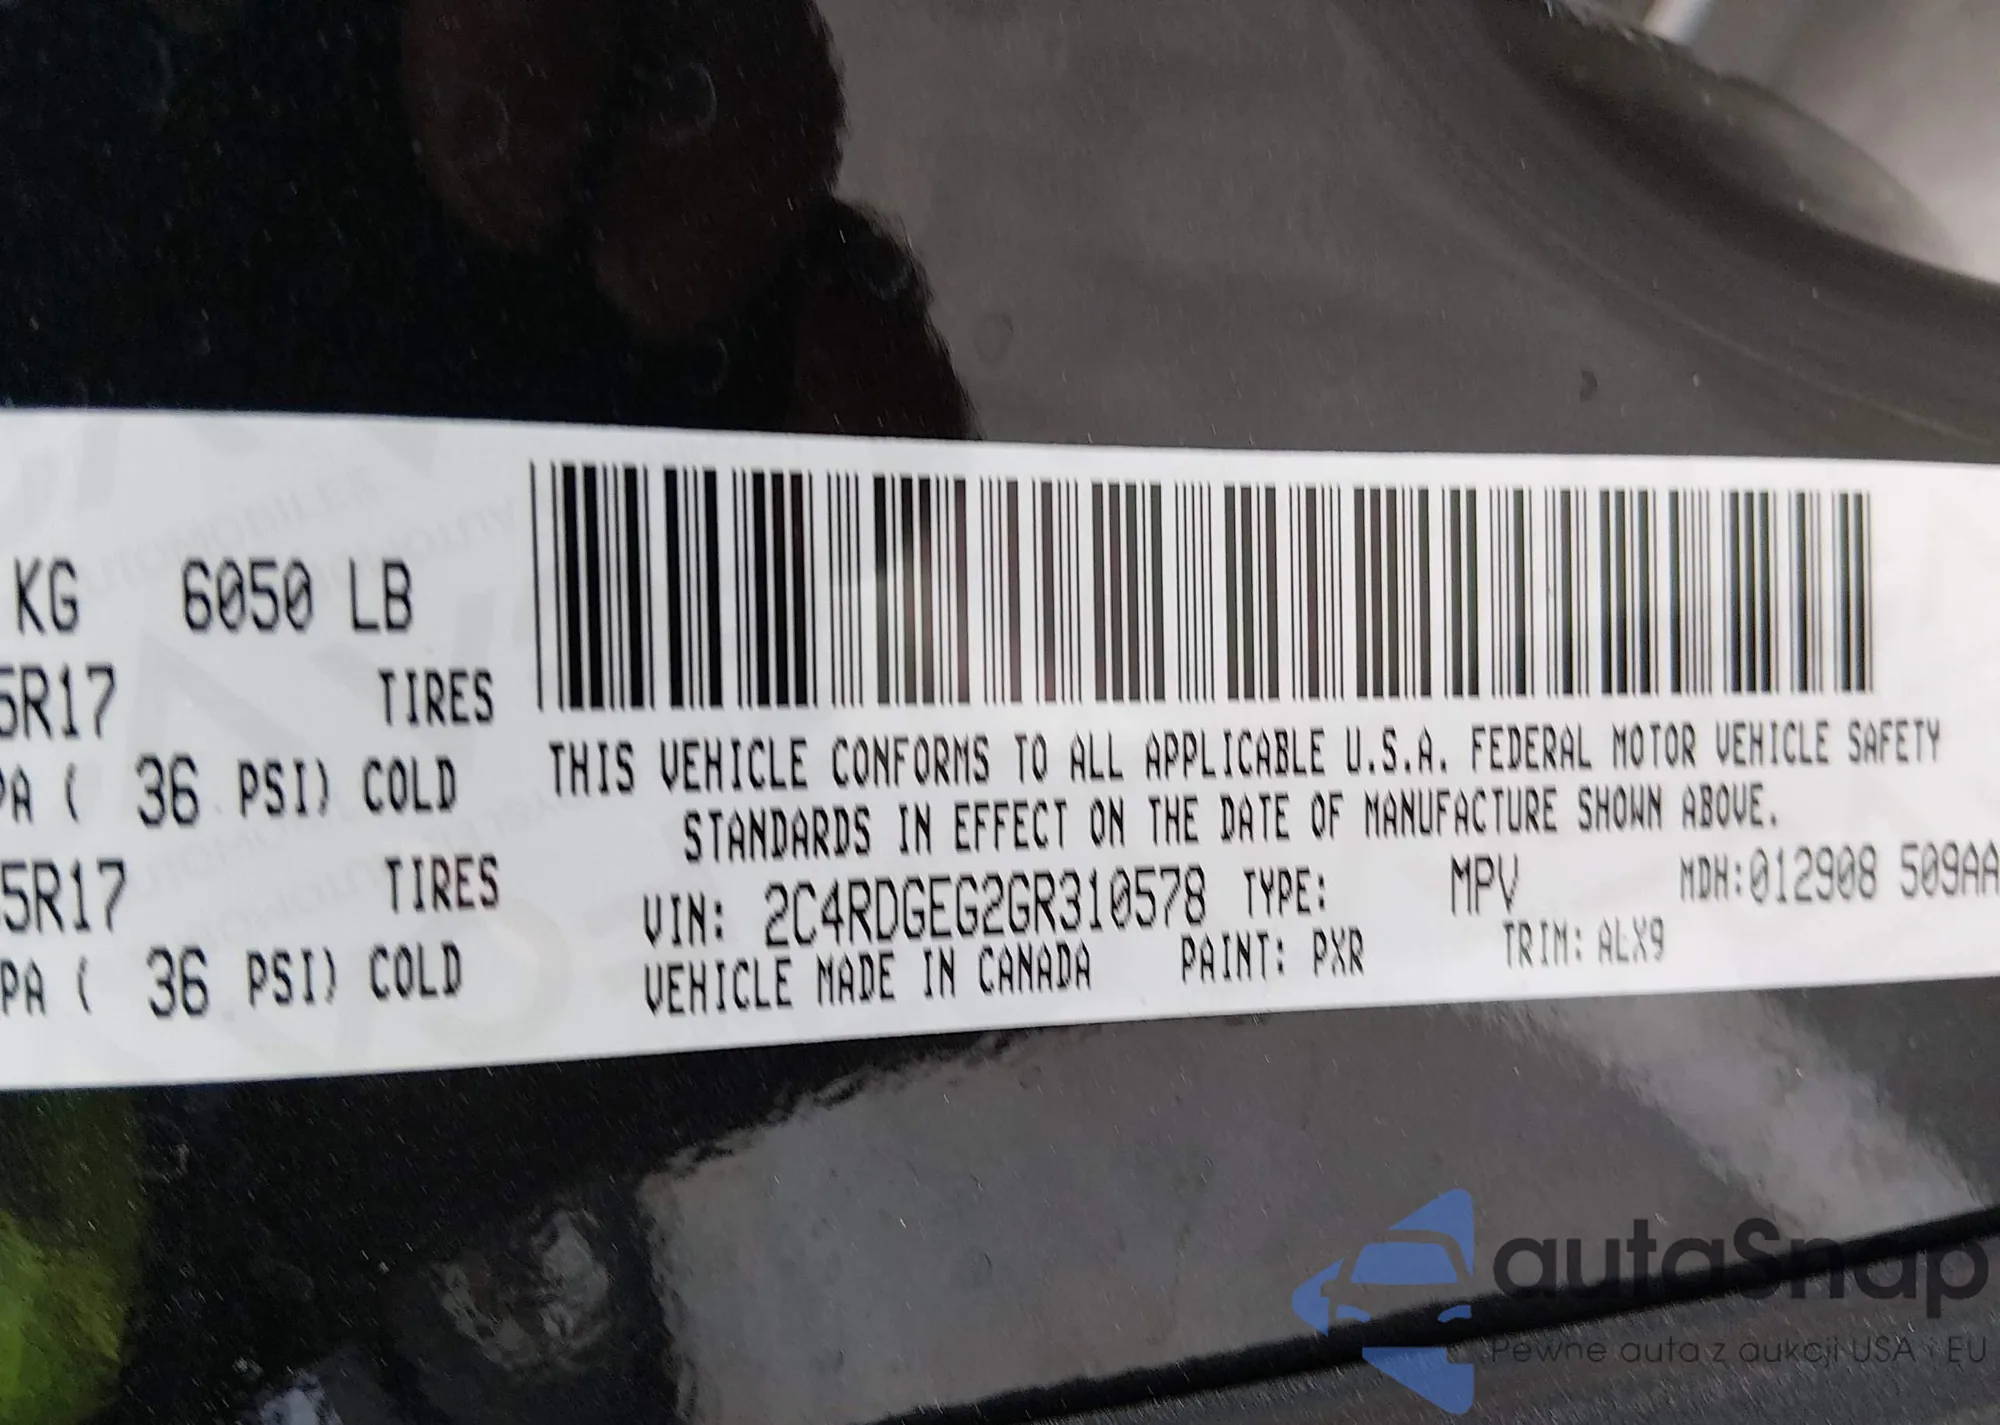 KG 6050 LB
5R17 TIRES
PA ( 36 PSI) COLD
5R17 TIRES
PA ( 36 PSI) COLD
THIS VEHICLE CONFORMS TO ALL APPLICABLE U.S.A. FEDERAL MOTOR VEHICLE SAFETY
STANDARDS IN EFFECT ON THE DATE OF MANUFACTURE SHOWN ABOVE.
VIN: 2C4RDGEG2GR310578 TYPE: MPV MDH:012908 509AA
VEHICLE MADE IN CANADA PAINT: PXR TRIM: ALX9
autaSnap
Pewne auta z aukcji USA i EU